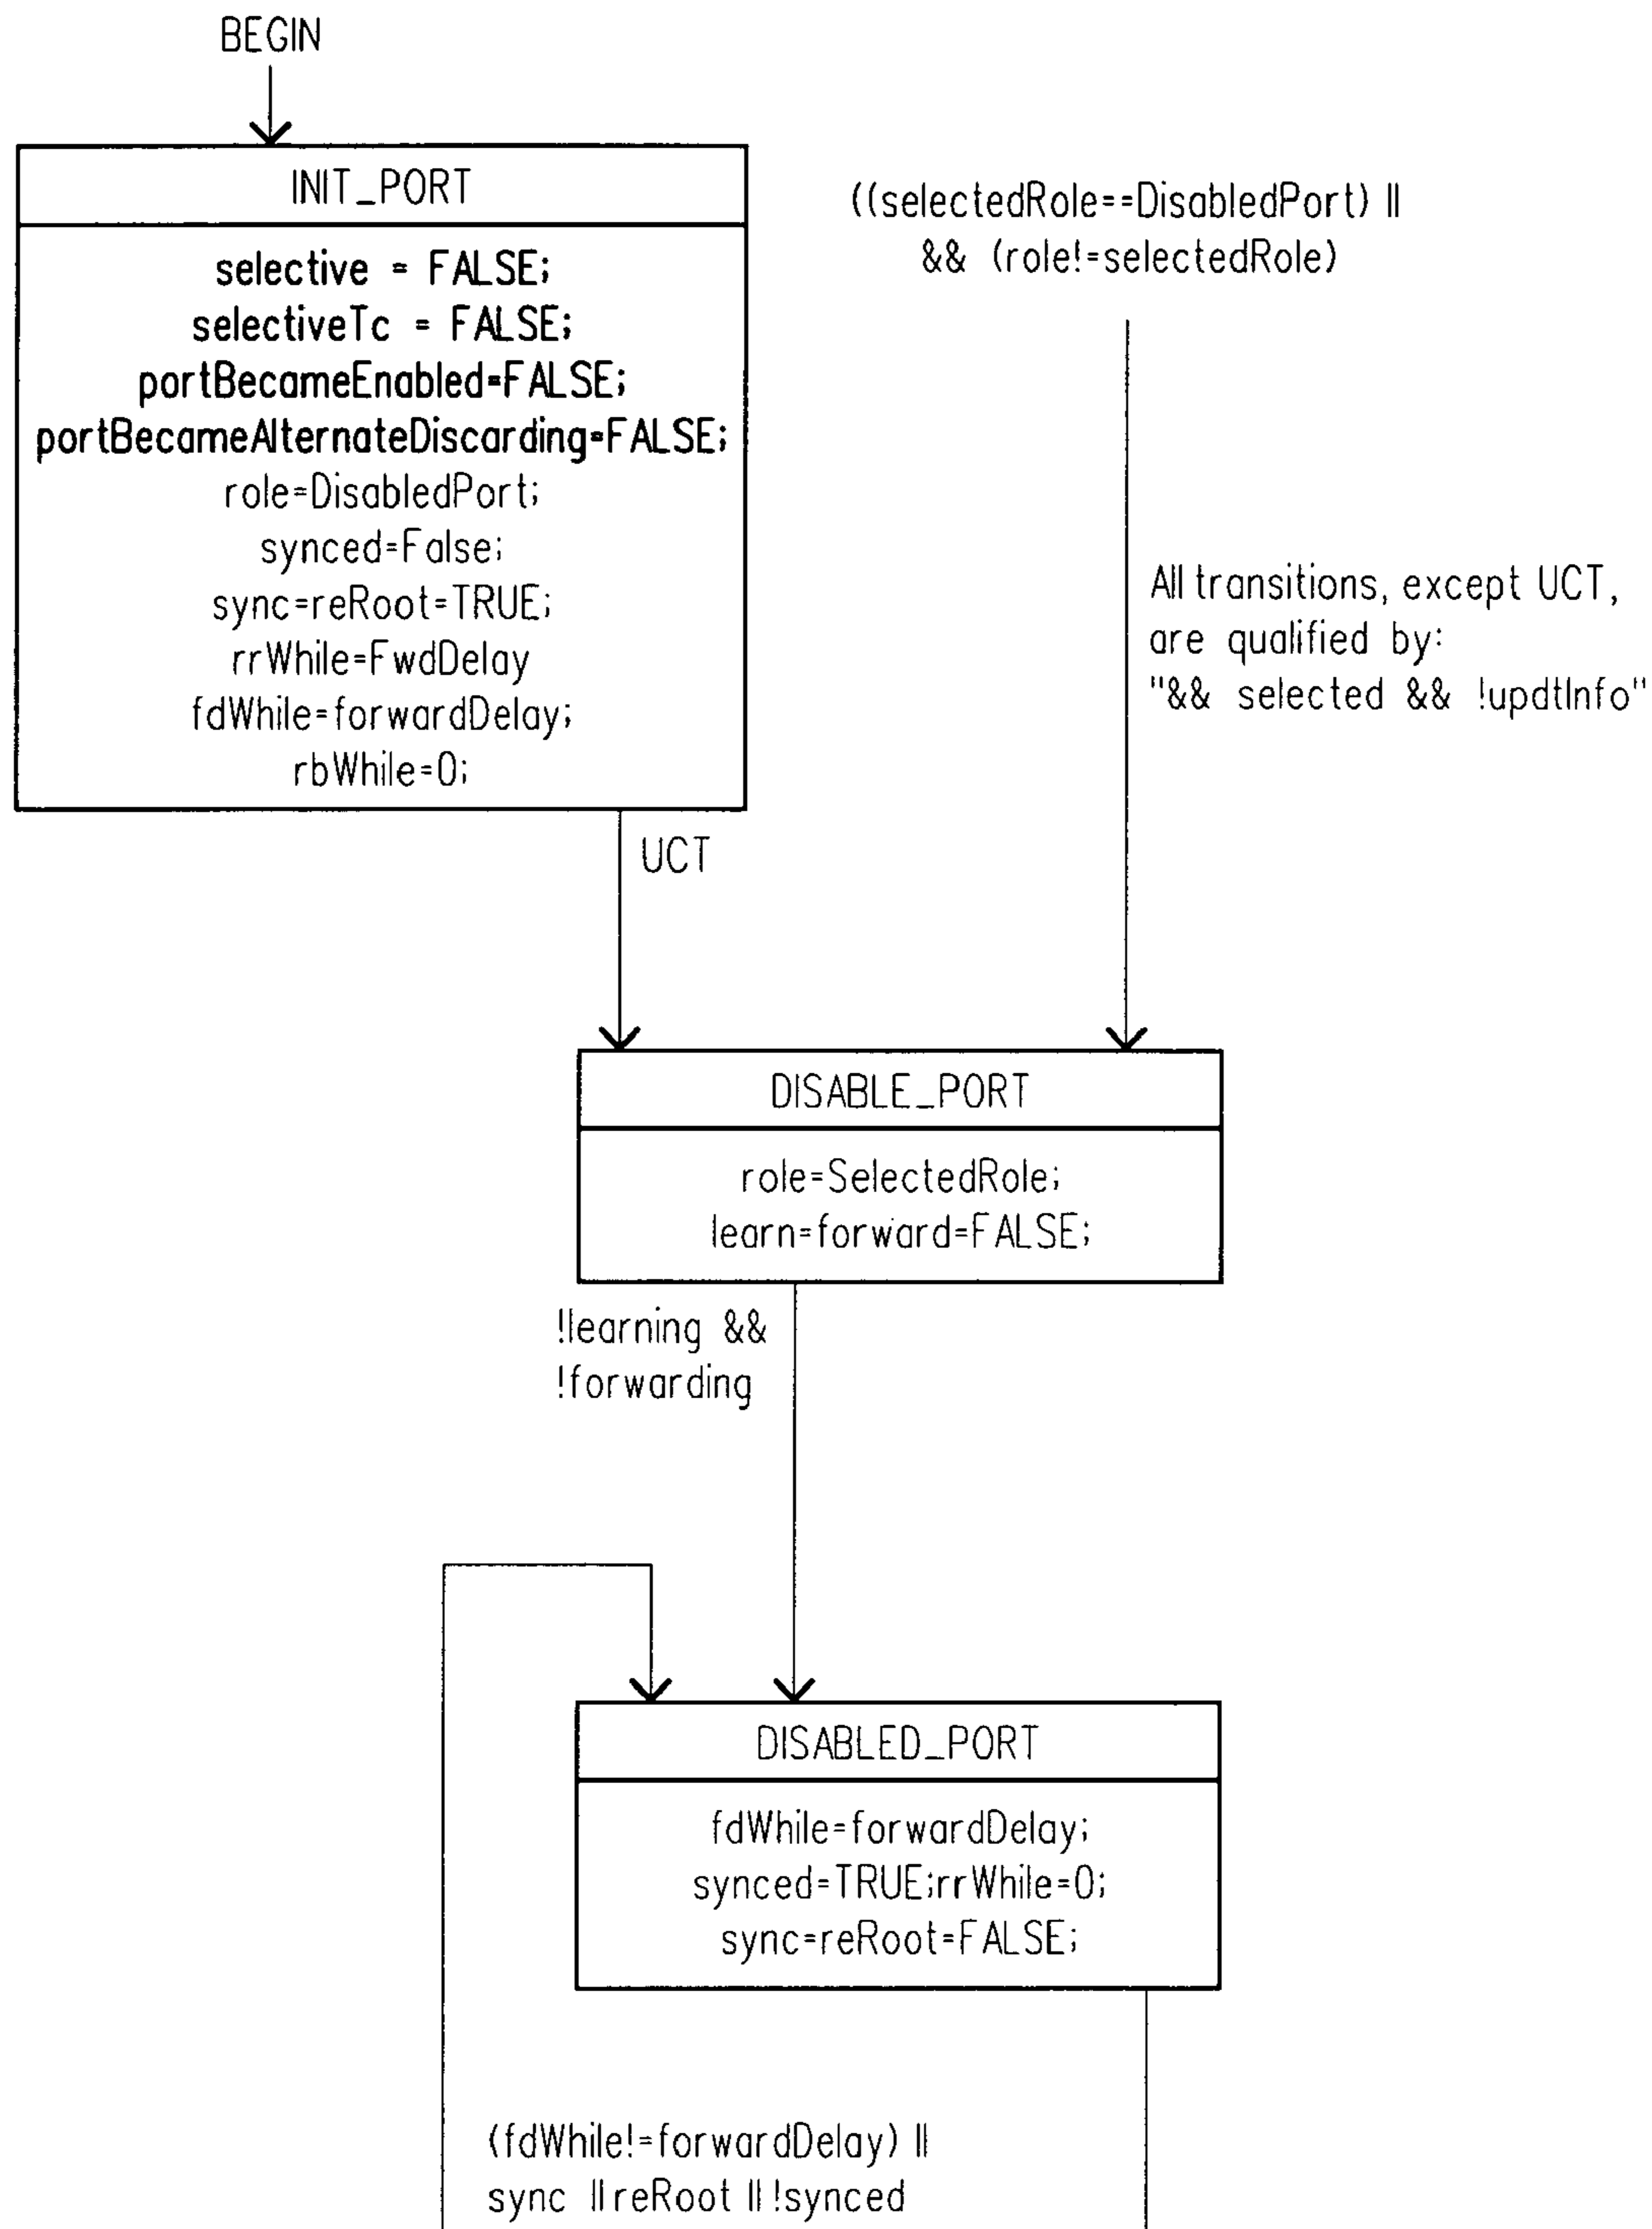 BEGIN
INIT_PORT
selective = FALSE;
selectiveTc = FALSE;
portBecameEnabled=FALSE;
portBecameAlternateDiscarding=FALSE;
role=DisabledPort;
synced=False;
sync=reRoot=TRUE;
rrWhile=FwdDelay
fdWhile=forwardDelay;
rbWhile=0;
((selectedRole==DisabledPort) ||
&& (role!=selectedRole)
All transitions, except UCT,
are qualified by:
"&& selected && !updtInfo"
UCT
DISABLE_PORT
role=SelectedRole;
learn=forward=FALSE;
!learning &&
!forwarding
DISABLED_PORT
fdWhile=forwardDelay;
synced=TRUE;rrWhile=0;
sync=reRoot=FALSE;
(fdWhile!=forwardDelay) ||
sync ||reRoot || !synced